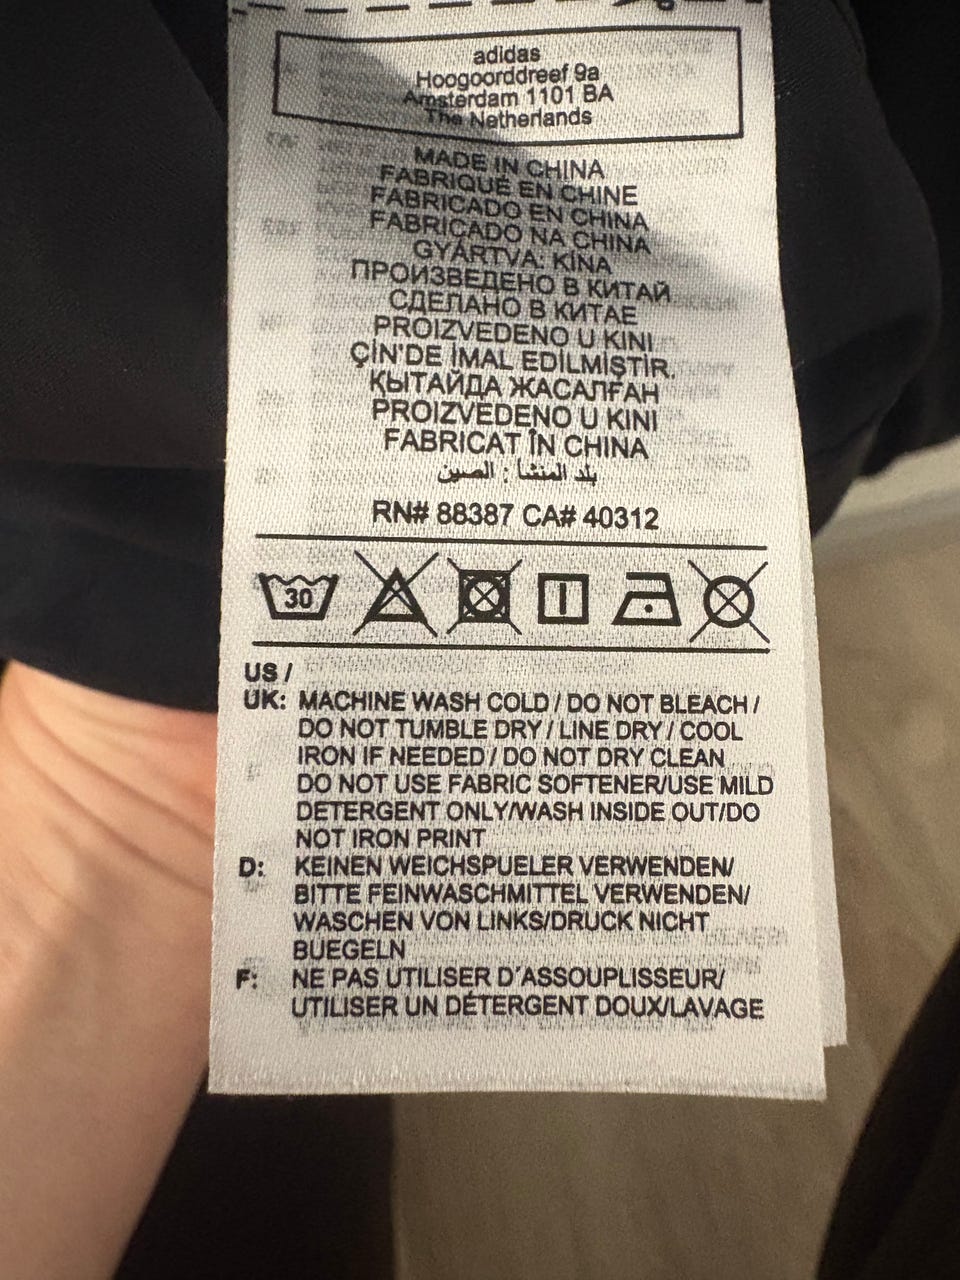 adidas
Hoogoorddreef 9a
Amsterdam 1101 BA
The Netherlands
MADE IN CHINA
FABRIQUÉ EN CHINE
FABRICADO EN CHINA
FABRICADO NA CHINA
GYÁRTVA: KÍNA
ПРОИЗВЕДЕНО В КИТАЙ
СДЕЛАНО В КИТАЕ
PROIZVEDENO U KINI
ÇİN'DE İMAL EDİLMİŞTİR.
ҚЫТАЙДА ЖАСАЛҒАН
PROIZVEDENO U KINI
FABRICAT ÎN CHINA
بلد المنشأ : الصين
RN# 88387 CA# 40312
30
US /
UK: MACHINE WASH COLD / DO NOT BLEACH /
DO NOT TUMBLE DRY / LINE DRY / COOL
IRON IF NEEDED / DO NOT DRY CLEAN
DO NOT USE FABRIC SOFTENER/USE MILD
DETERGENT ONLY/WASH INSIDE OUT/DO
NOT IRON PRINT
D: KEINEN WEICHSPUELER VERWENDEN/
BITTE FEINWASCHMITTEL VERWENDEN/
WASCHEN VON LINKS/DRUCK NICHT
BUEGELN
F: NE PAS UTILISER D´ASSOUPLISSEUR/
UTILISER UN DÉTERGENT DOUX/LAVAGE